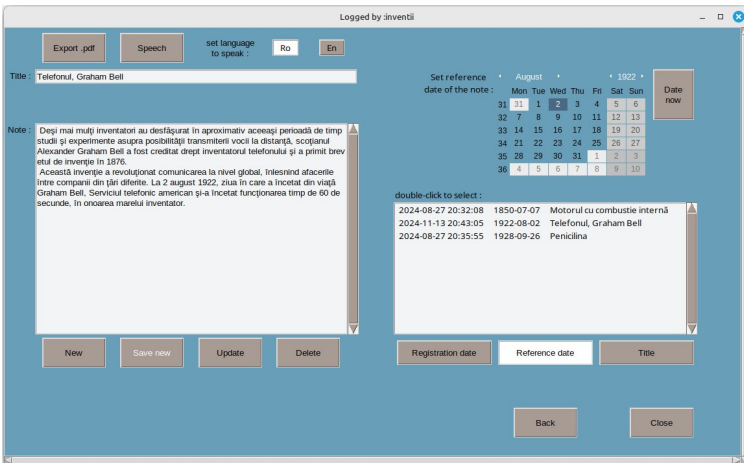 Logged by :inventii
Export .pdf
Speech
set language
to speak :
Ro
En
Title :
Telefonul, Graham Bell
Note :
Deşi mai mulţi inventatori au desfăşurat în aproximativ aceeaşi perioadă de timp
studii şi experimente asupra posibilităţii transmiterii vocii la distanţă, scoţianul
Alexander Graham Bell a fost creditat drept inventatorul telefonului şi a primit brev
etul de invenţie în 1876.
Această invenţie a revoluţionat comunicarea la nivel global, înlesnind afacerile
între companii din ţări diferite. La 2 august 1922, ziua în care a încetat din viaţă
Graham Bell, Serviciul telefonic american şi-a încetat funcţionarea timp de 60 de
secunde, în onoarea marelui inventator.
New
Save new
Update
Delete
Set reference
date of the note :
August
1922
Mon Tue Wed Thu Fri Sat Sun
31 31 1 2 3 4 5 6
32 7 8 9 10 11 12 13
33 14 15 16 17 18 19 20
34 21 22 23 24 25 26 27
35 28 29 30 31 1 2 3
36 4 5 6 7 8 9 10
Date
now
double-click to select :
2024-08-27 20:32:08 1850-07-07 Motorul cu combustie internă
2024-11-13 20:43:05 1922-08-02 Telefonul, Graham Bell
2024-08-27 20:35:55 1928-09-26 Penicilina
Registration date
Reference date
Title
Back
Close